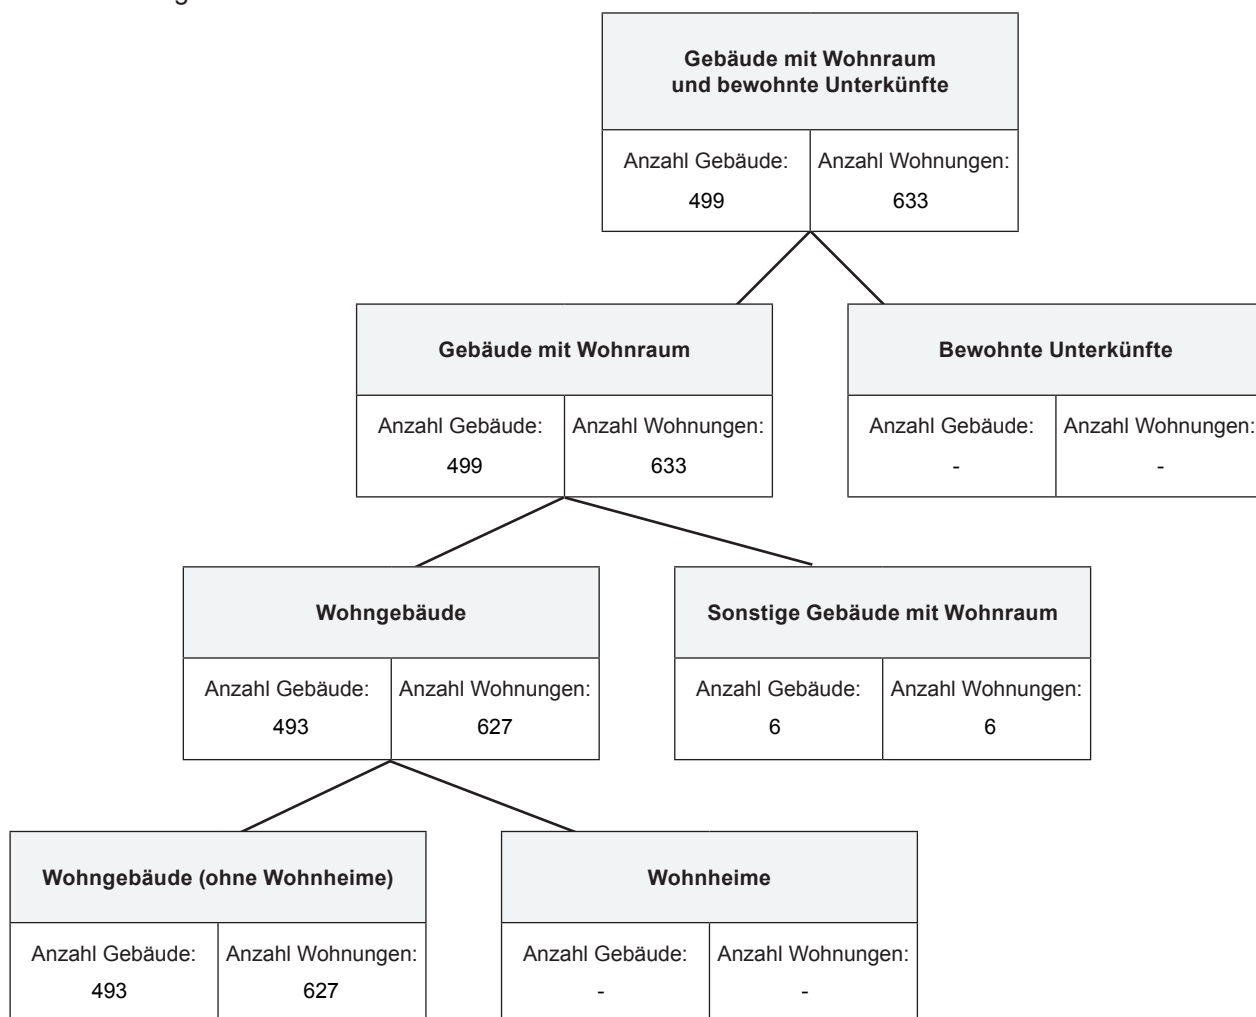 Gebäude mit Wohnraum
und bewohnte Unterkünfte
Anzahl Gebäude: Anzahl Wohnungen:
499 633
Gebäude mit Wohnraum
Bewohnte Unterkünfte
Anzahl Gebäude: Anzahl Wohnungen:
499 633
Anzahl Gebäude: Anzahl Wohnungen:
- -
Wohngebäude
Sonstige Gebäude mit Wohnraum
Anzahl Gebäude: Anzahl Wohnungen:
493 627
Anzahl Gebäude: Anzahl Wohnungen:
6 6
Wohngebäude (ohne Wohnheime)
Wohnheime
Anzahl Gebäude: Anzahl Wohnungen:
493 627
Anzahl Gebäude: Anzahl Wohnungen:
- -